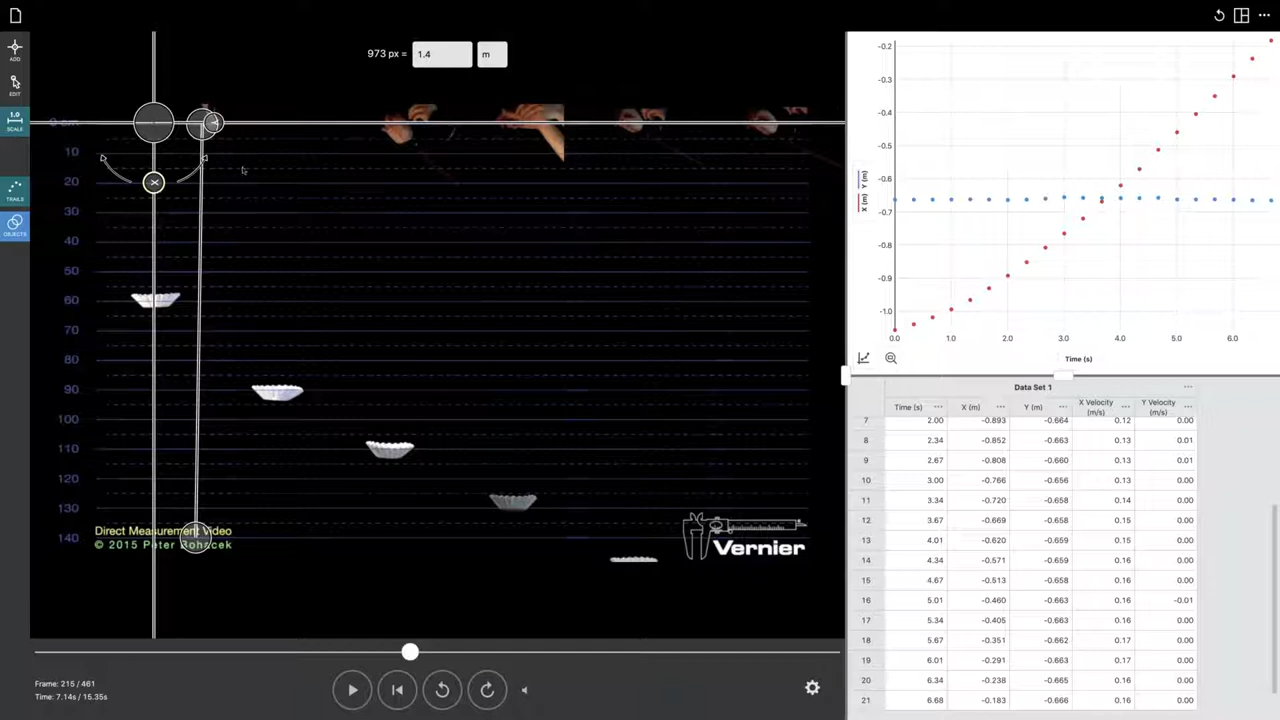 973 px = 1.4 m
ADD
EDIT
1.0
SCALE
TRAILS
OBJECTS
0 cm
10
20
30
40
50
60
70
80
90
100
110
120
130
140
Direct Measurement Video
© 2015 Peter Bohacek
Vernier
Frame: 215 / 461
Time: 7.14s / 15.35s
-0.2
-0.3
-0.4
-0.5
-0.6
-0.7
-0.8
-0.9
-1.0
X (m) Y (m)
0.0 1.0 2.0 3.0 4.0 5.0 6.0
Time (s)
Data Set 1
Time (s) X (m) Y (m) X Velocity (m/s) Y Velocity (m/s)
7 2.00 -0.893 -0.664 0.12 0.00
8 2.34 -0.852 -0.663 0.13 0.01
9 2.67 -0.808 -0.660 0.13 0.01
10 3.00 -0.766 -0.656 0.13 0.00
11 3.34 -0.720 -0.658 0.14 0.00
12 3.67 -0.669 -0.658 0.15 0.00
13 4.01 -0.620 -0.659 0.15 0.00
14 4.34 -0.571 -0.659 0.16 0.00
15 4.67 -0.513 -0.658 0.16 0.00
16 5.01 -0.460 -0.663 0.16 -0.01
17 5.34 -0.405 -0.663 0.16 0.00
18 5.67 -0.351 -0.662 0.17 0.00
19 6.01 -0.291 -0.663 0.17 0.00
20 6.34 -0.238 -0.665 0.16 0.00
21 6.68 -0.183 -0.666 0.16 0.00